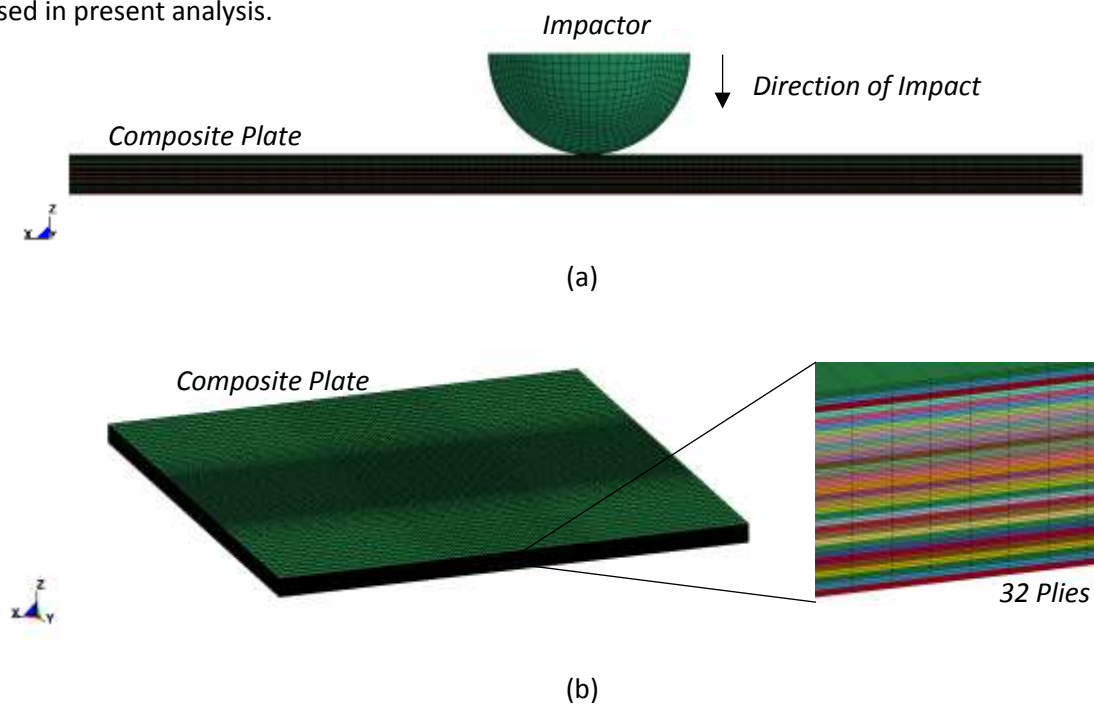 sed in present analysis.
Impactor
Direction of Impact
Composite Plate
Z
X
(a)
Composite Plate
32 Plies
Z
X
Y
(b)